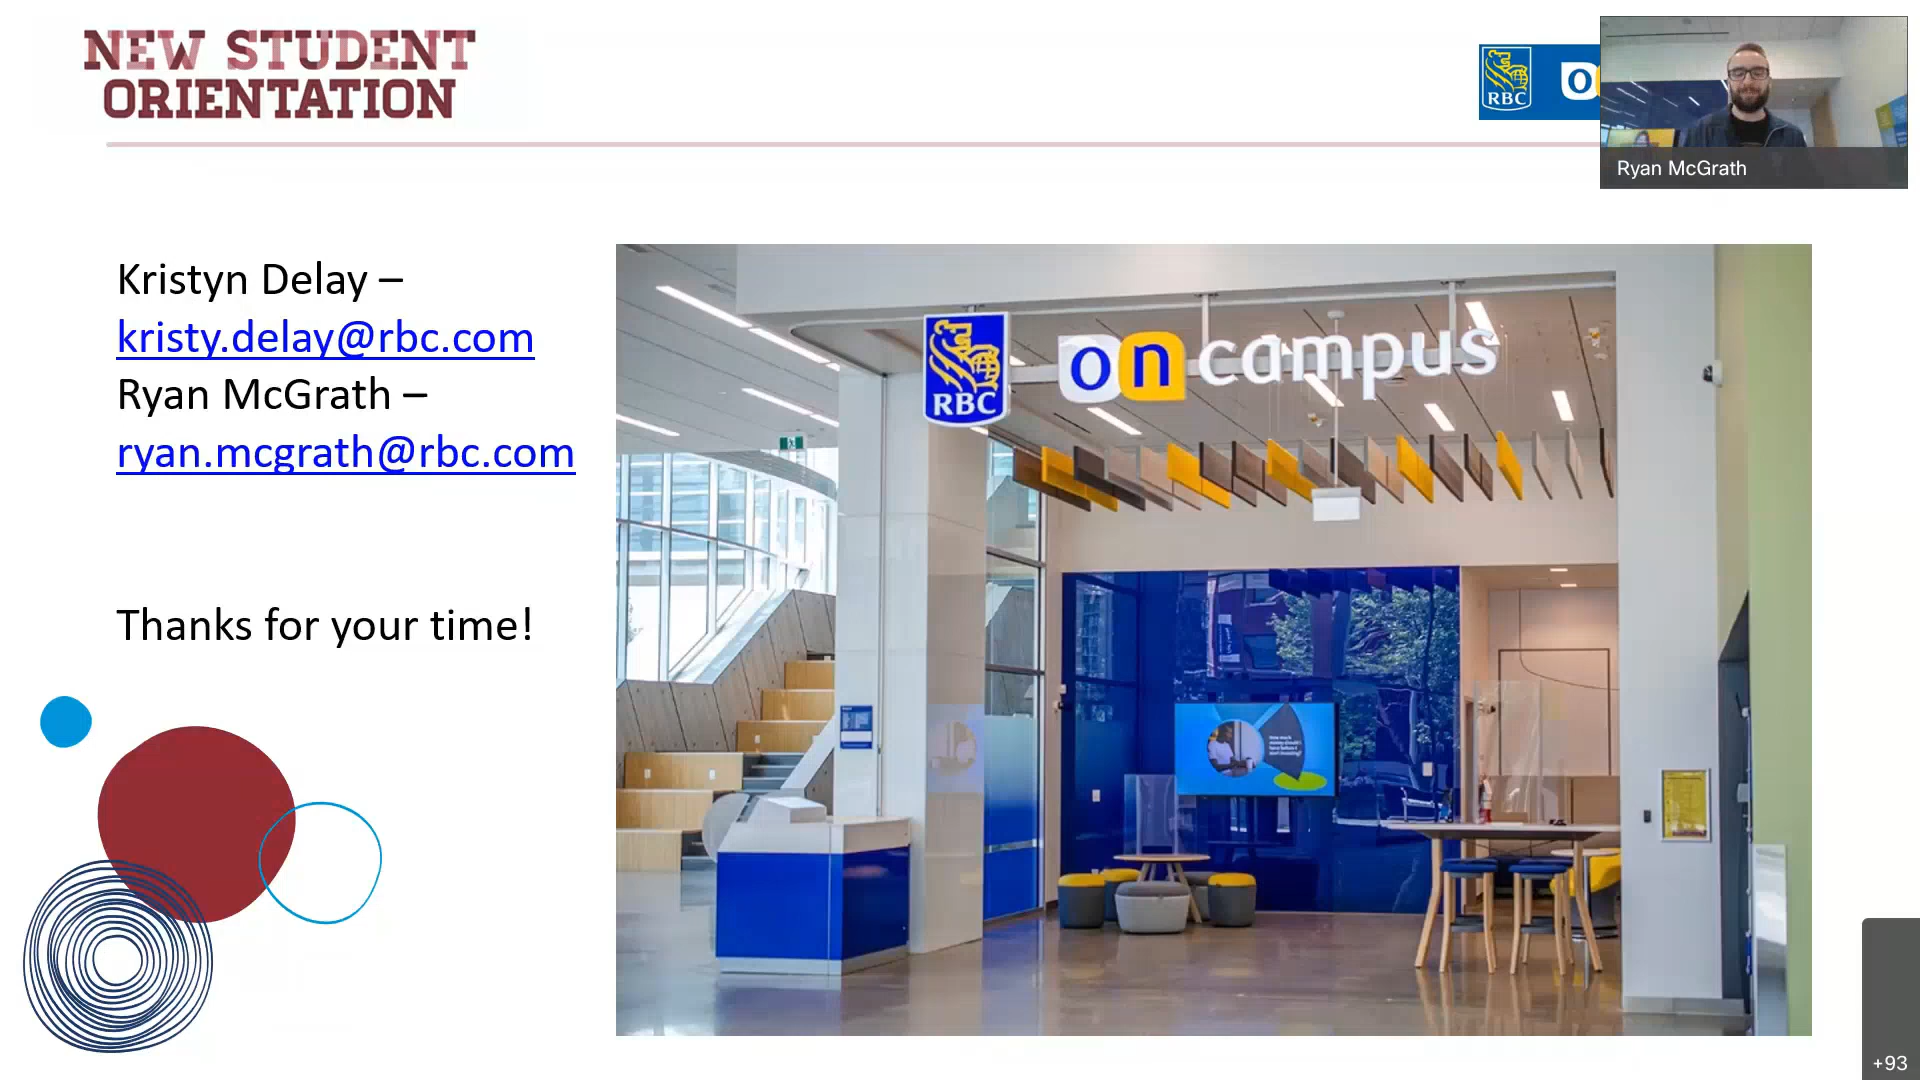 NEW STUDENT
ORIENTATION
RBC
Ryan McGrath
Kristyn Delay –
kristy.delay@rbc.com
Ryan McGrath –
ryan.mcgrath@rbc.com
Thanks for your time!
RBC
on campus
+93